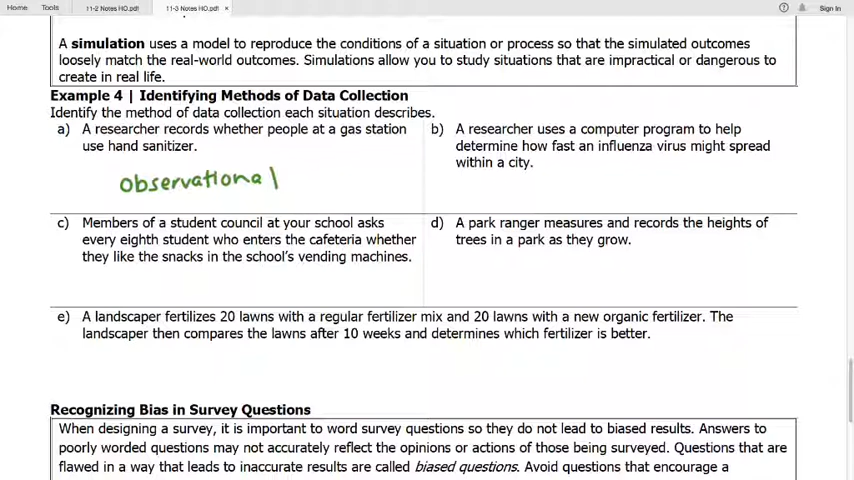 Home Tools 11-2 Notes HO.pdf 11-3 Notes HO.pdf × ? Sign In
A simulation uses a model to reproduce the conditions of a situation or process so that the simulated outcomes
loosely match the real-world outcomes. Simulations allow you to study situations that are impractical or dangerous to
create in real life.
Example 4 | Identifying Methods of Data Collection
Identify the method of data collection each situation describes.
a) A researcher records whether people at a gas station
use hand sanitizer.
observational
b) A researcher uses a computer program to help
determine how fast an influenza virus might spread
within a city.
c) Members of a student council at your school asks
every eighth student who enters the cafeteria whether
they like the snacks in the school's vending machines.
d) A park ranger measures and records the heights of
trees in a park as they grow.
e) A landscaper fertilizes 20 lawns with a regular fertilizer mix and 20 lawns with a new organic fertilizer. The
landscaper then compares the lawns after 10 weeks and determines which fertilizer is better.
Recognizing Bias in Survey Questions
When designing a survey, it is important to word survey questions so they do not lead to biased results. Answers to
poorly worded questions may not accurately reflect the opinions or actions of those being surveyed. Questions that are
flawed in a way that leads to inaccurate results are called biased questions. Avoid questions that encourage a